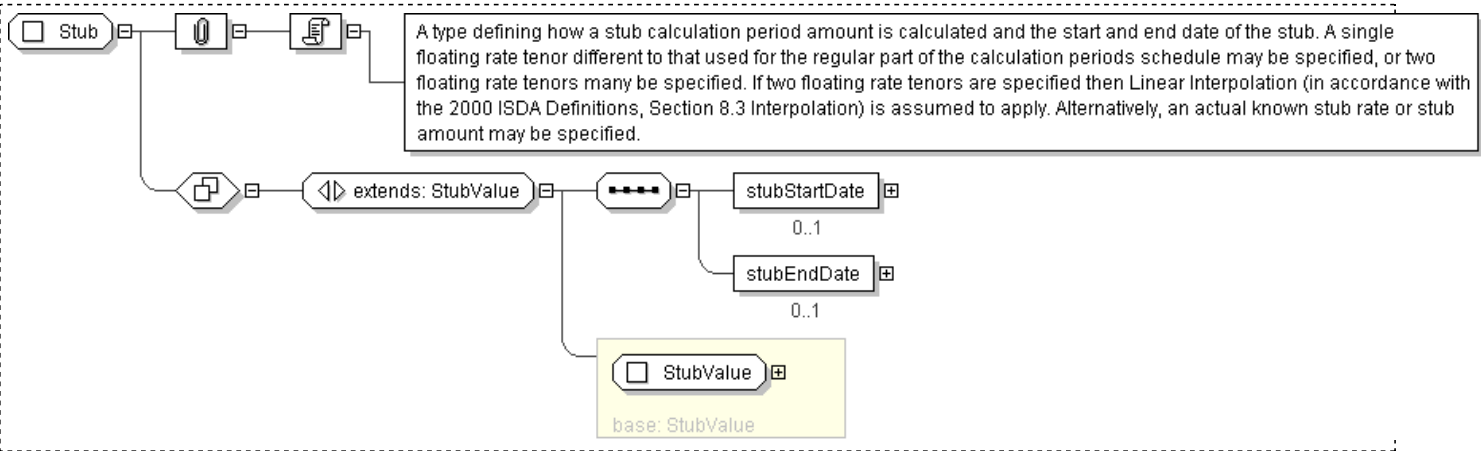 Stub
A type defining how a stub calculation period amount is calculated and the start and end date of the stub. A single
floating rate tenor different to that used for the regular part of the calculation periods schedule may be specified, or two
floating rate tenors many be specified. If two floating rate tenors are specified then Linear Interpolation (in accordance with
the 2000 ISDA Definitions, Section 8.3 Interpolation) is assumed to apply. Alternatively, an actual known stub rate or stub
amount may be specified.
extends: StubValue
stubStartDate
0..1
stubEndDate
0..1
StubValue
base: StubValue